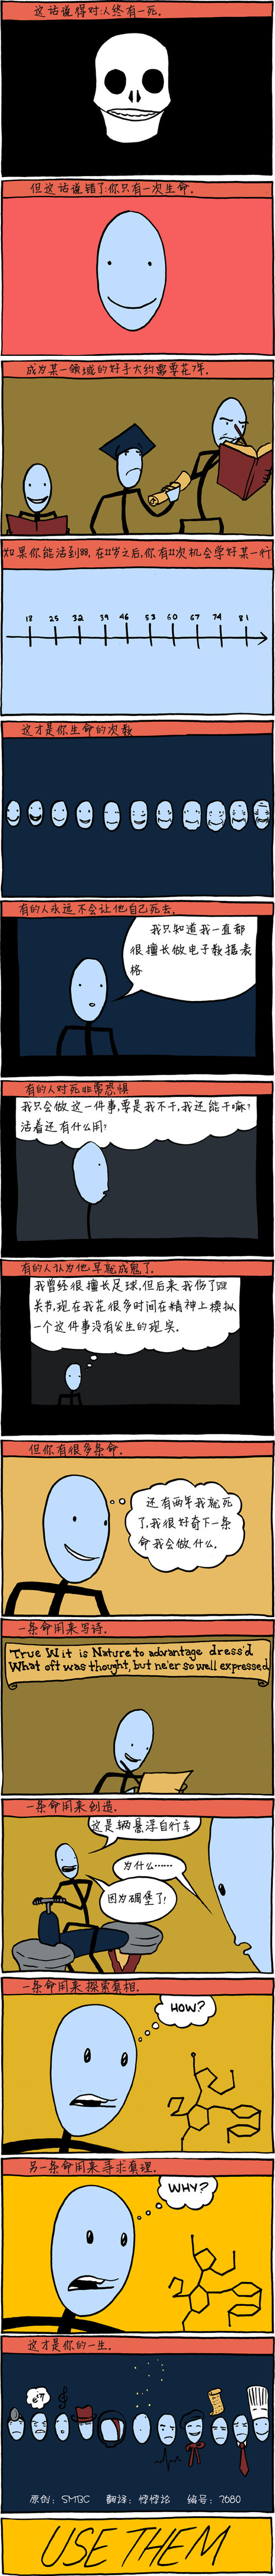 这话说得对:人终有一死.
但这话说错了:你只有一次生命.
成为某一领域的好手大约需要花7年.
如果你能活到88,在11岁之后,你有11次机会学好某一行
18 25 32 39 46 53 60 67 74 81
这才是你生命的次数
有的人永远不会让他自己死去.
我只知道我一直都
很擅长做电子数据表
格
有的人对死非常恐惧
我只会做这一件事,要是我不干,我还能干嘛?
活着还有什么用?
有的人认为他早就成鬼了.
我曾经很擅长足球,但后来我伤了踝
关节,现在我花很多时间在精神上模拟
一个这件事没有发生的现实.
但你有很多条命.
还有两年我就死
了,我很好奇下一条
命我会做什么.
一条命用来写诗.
True Wit is Nature to advantage dress'd
What oft was thought, but ne'er so well expressed
一条命用来创造.
这是辆悬浮自行车
为什么……
因为碉堡了!
一条命用来探索真相.
HOW?
另一条命用来寻求真理.
WHY?
这才是你的一生.
原创: SMBC 翻译: 悖悖论 编号: 2680
USE THEM